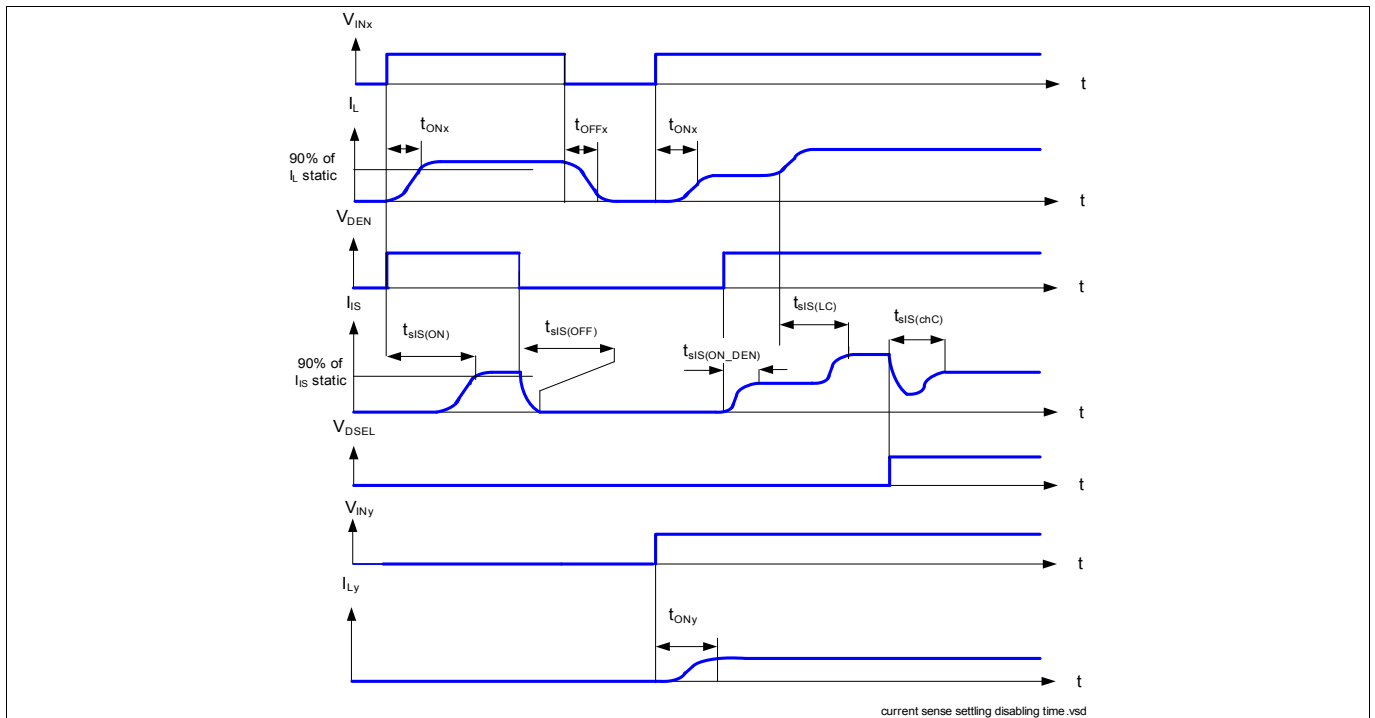 VINx
t
IL
tONx
tOFFx
tONx
90% of
IL static
t
VDEN
t
IIS
tsIS(ON)
tsIS(OFF)
tsIS(LC)
tsIS(chC)
tsIS(ON_DEN)
90% of
IIS static
t
VDSEL
t
VINy
t
ILy
tONy
t
current sense settling disabling time.vsd